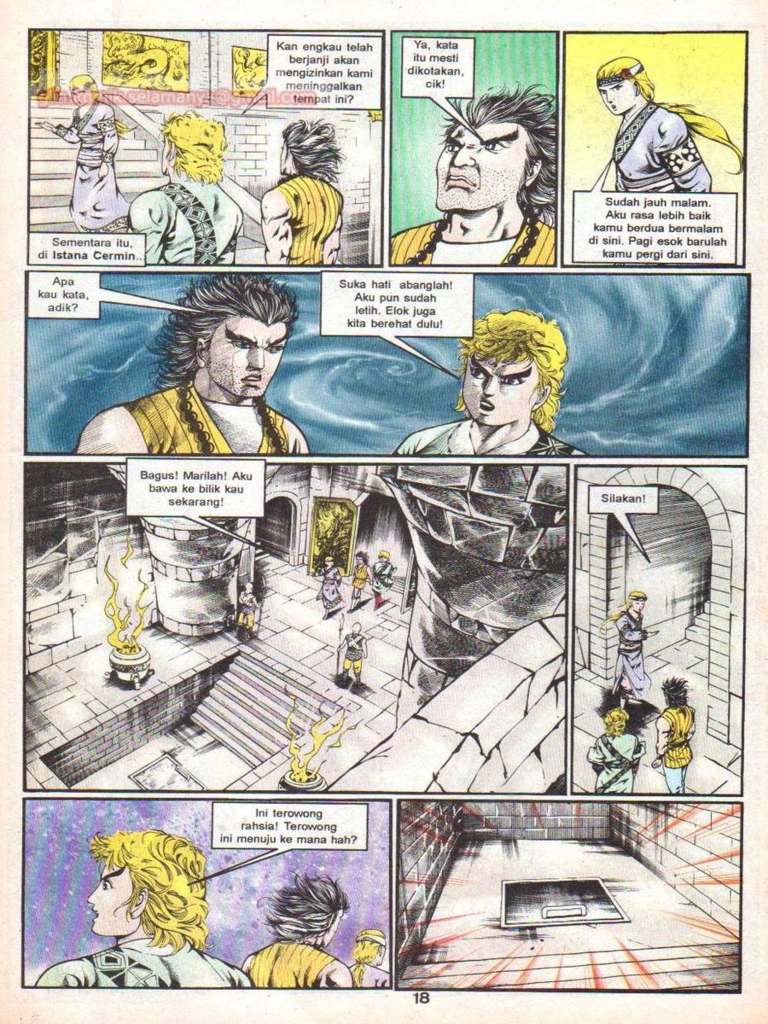 Kan engkau telah
berjanji akan
mengizinkan kami
meninggalkan
tempat ini?
Ya, kata
itu mesti
dikotakan,
cik!
Sudah jauh malam.
Aku rasa lebih baik
kamu berdua bermalam
di sini. Pagi esok barulah
kamu pergi dari sini.
Sementara itu,
di Istana Cermin..
Apa
kau kata,
adik?
Suka hati abanglah!
Aku pun sudah
letih. Elok juga
kita berehat dulu!
Bagus! Marilah! Aku
bawa ke bilik kau
sekarang!
Silakan!
Ini terowong
rahsia! Terowong
ini menuju ke mana hah?
18